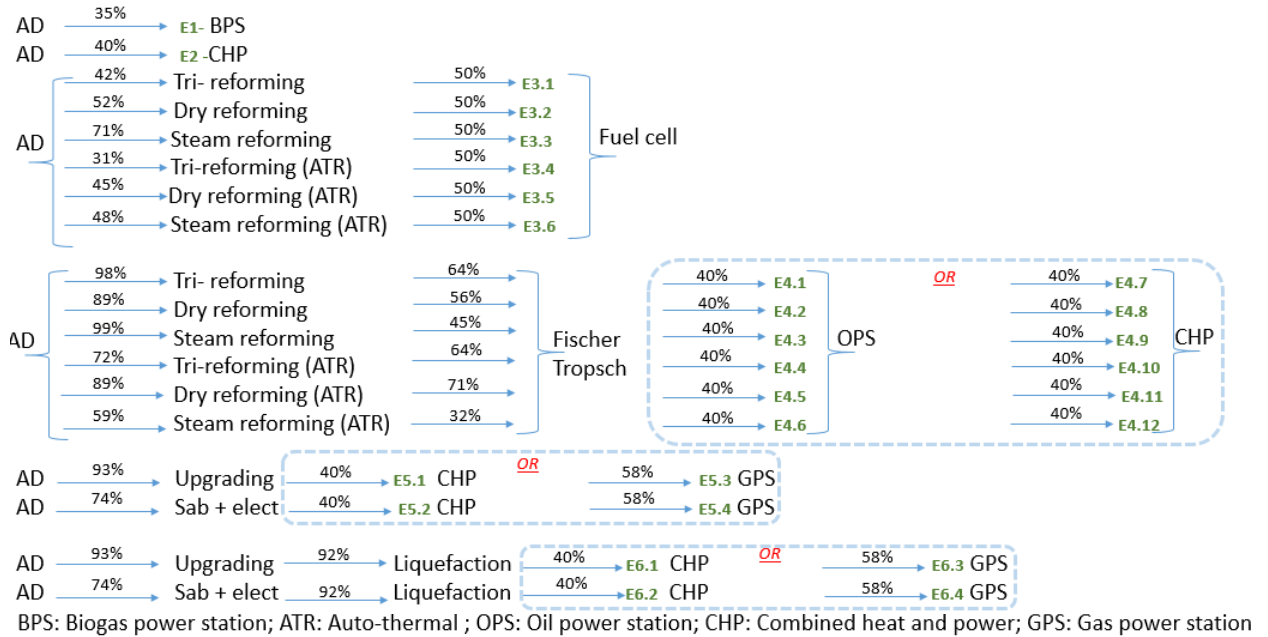 AD 35% E1- BPS
AD 40% E2 -CHP
42% Tri- reforming 50% E3.1
52% Dry reforming 50% E3.2
71% Steam reforming 50% E3.3
AD 31% Tri-reforming (ATR) 50% E3.4 Fuel cell
45% Dry reforming (ATR) 50% E3.5
48% Steam reforming (ATR) 50% E3.6
98% Tri- reforming 64% 40% E4.1 OR 40% E4.7
89% Dry reforming 56% 40% E4.2 40% E4.8
AD 99% Steam reforming 45% Fischer 40% E4.3 OPS 40% E4.9 CHP
72% Tri-reforming (ATR) 64% Tropsch 40% E4.4 40% E4.10
89% Dry reforming (ATR) 71% 40% E4.5 40% E4.11
59% Steam reforming (ATR) 32% 40% E4.6 40% E4.12
AD 93% Upgrading 40% E5.1 CHP OR 58% E5.3 GPS
AD 74% Sab + elect 40% E5.2 CHP 58% E5.4 GPS
AD 93% Upgrading 92% Liquefaction 40% E6.1 CHP OR 58% E6.3 GPS
AD 74% Sab + elect 92% Liquefaction 40% E6.2 CHP 58% E6.4 GPS
BPS: Biogas power station; ATR: Auto-thermal ; OPS: Oil power station; CHP: Combined heat and power; GPS: Gas power station